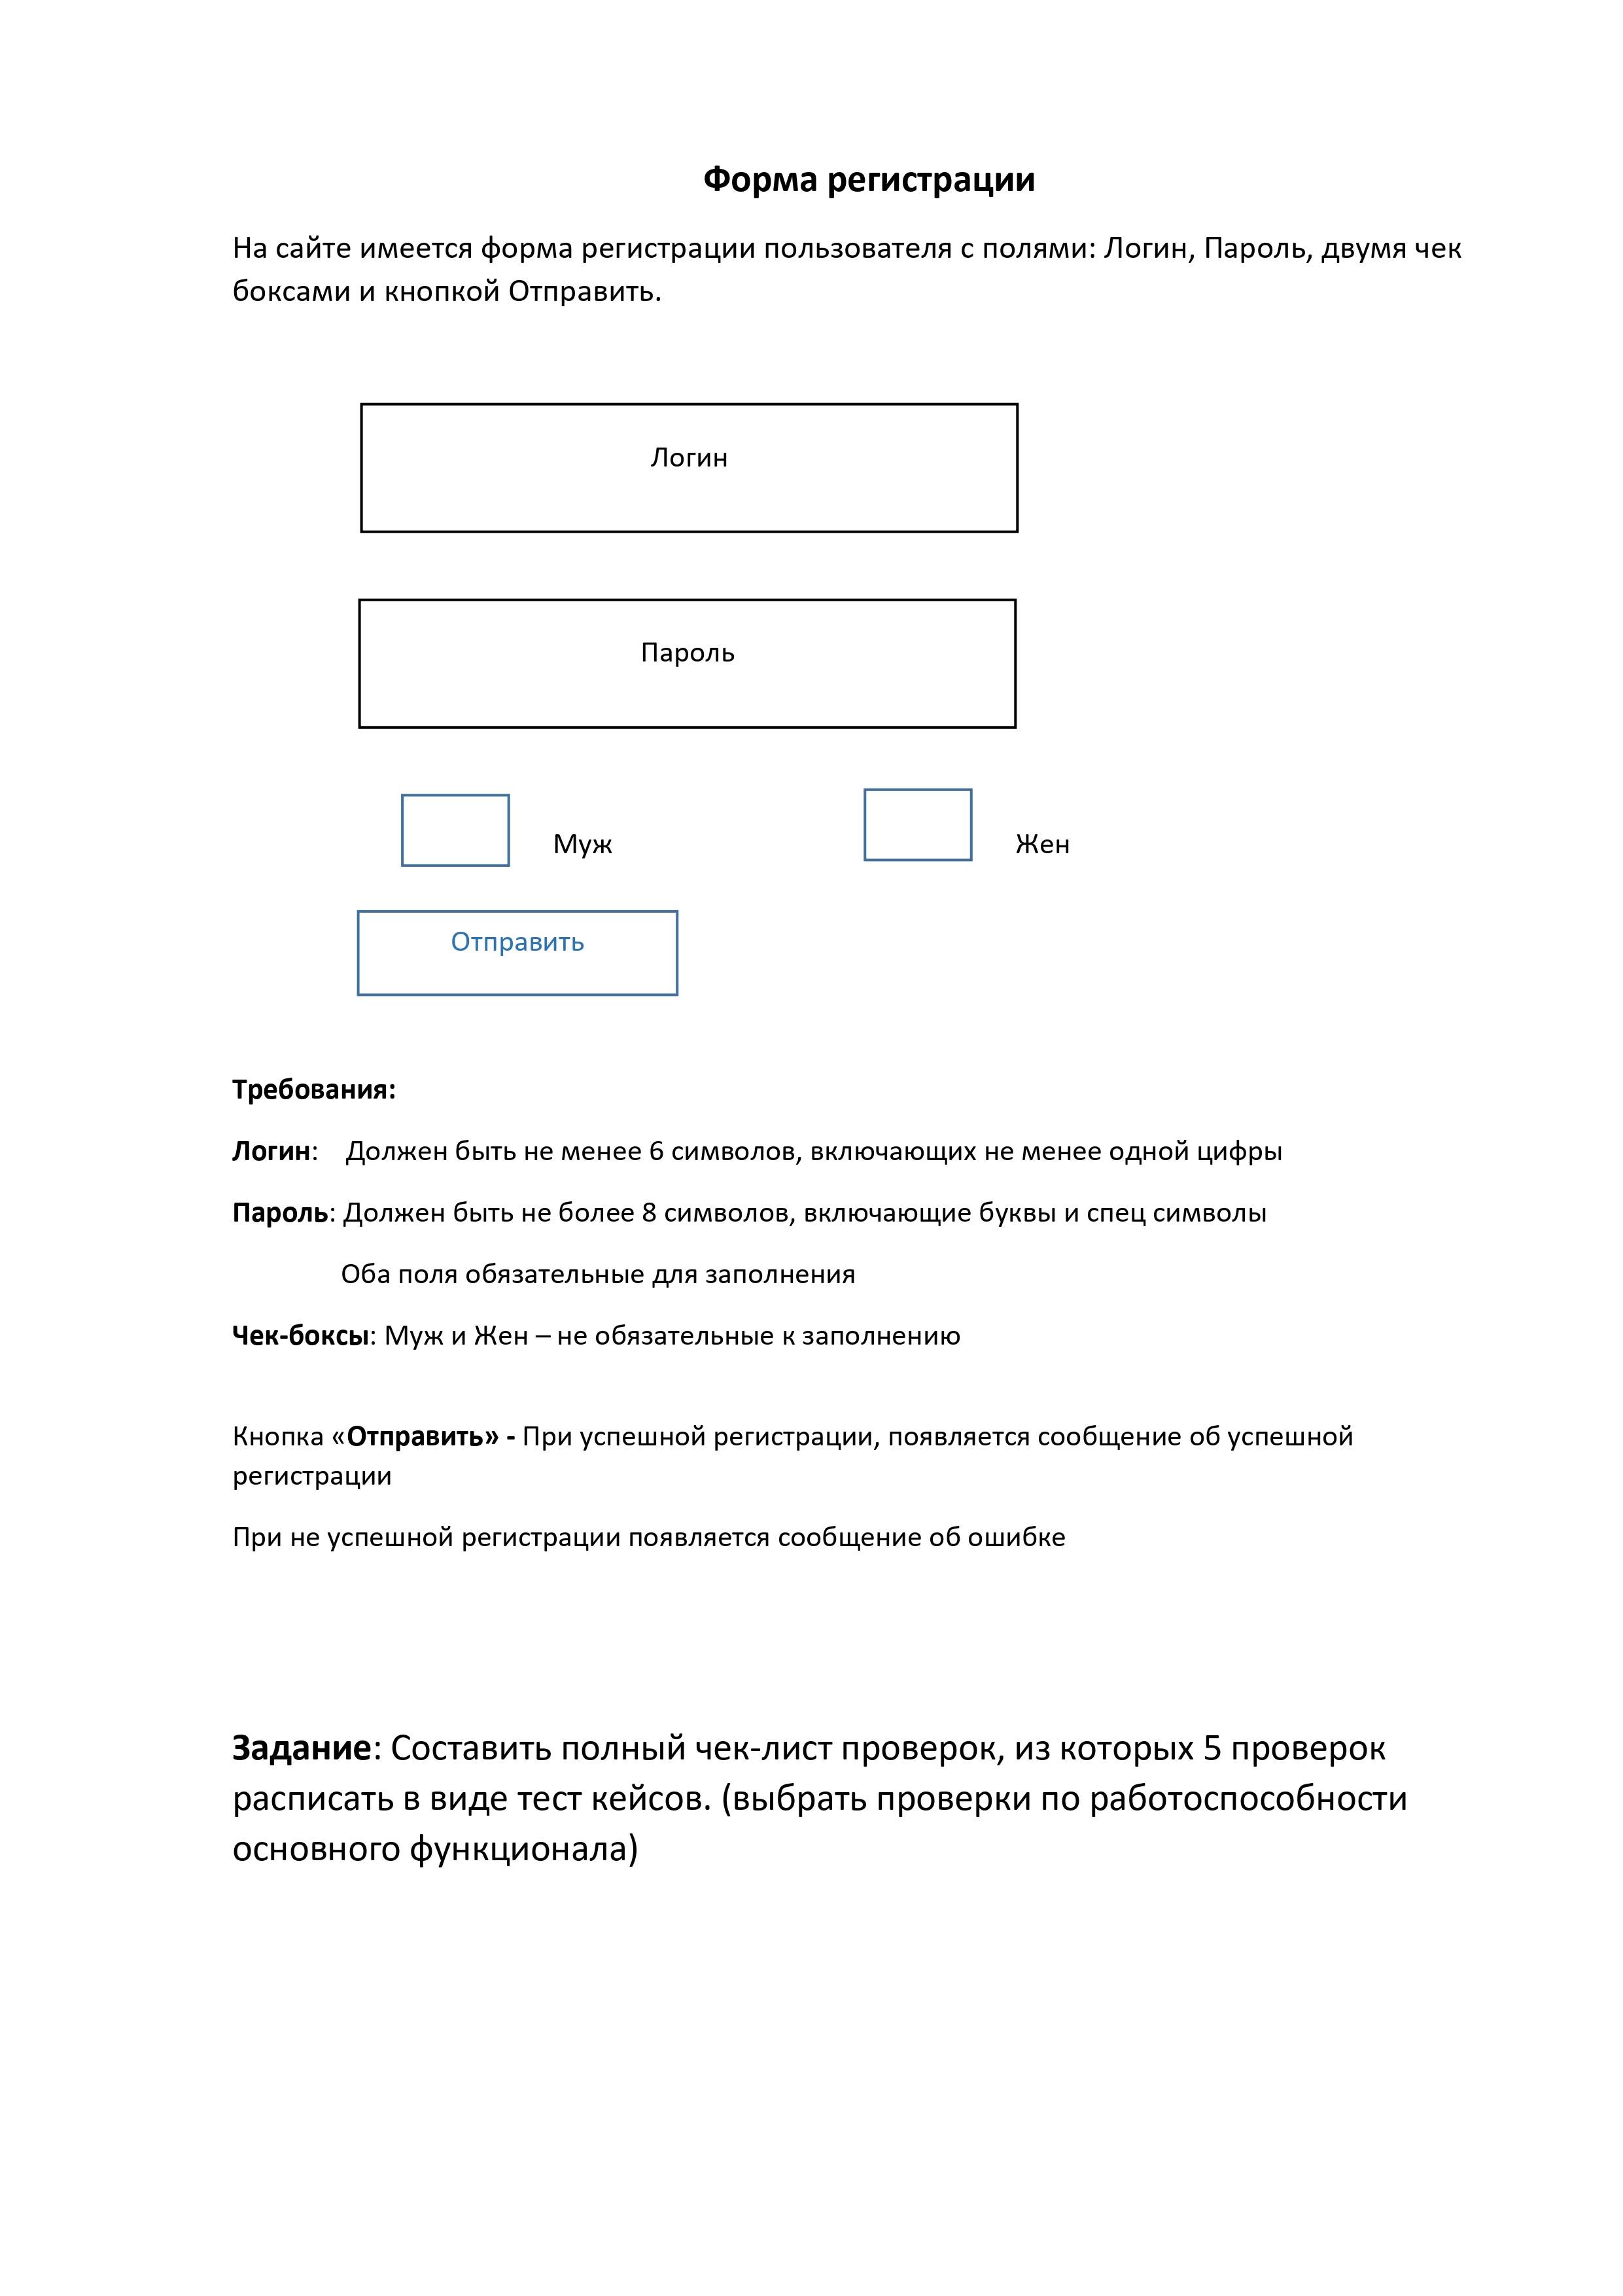 Форма регистрации
На сайте имеется форма регистрации пользователя с полями: Логин, Пароль, двумя чек
боксами и кнопкой Отправить.
Логин
Пароль
Муж Жен
Отправить
Требования:
Логин: Должен быть не менее 6 символов, включающих не менее одной цифры
Пароль: Должен быть не более 8 символов, включающие буквы и спец символы
Оба поля обязательные для заполнения
Чек-боксы: Муж и Жен – не обязательные к заполнению
Кнопка «Отправить» - При успешной регистрации, появляется сообщение об успешной
регистрации
При не успешной регистрации появляется сообщение об ошибке
Задание: Составить полный чек-лист проверок, из которых 5 проверок
расписать в виде тест кейсов. (выбрать проверки по работоспособности
основного функционала)